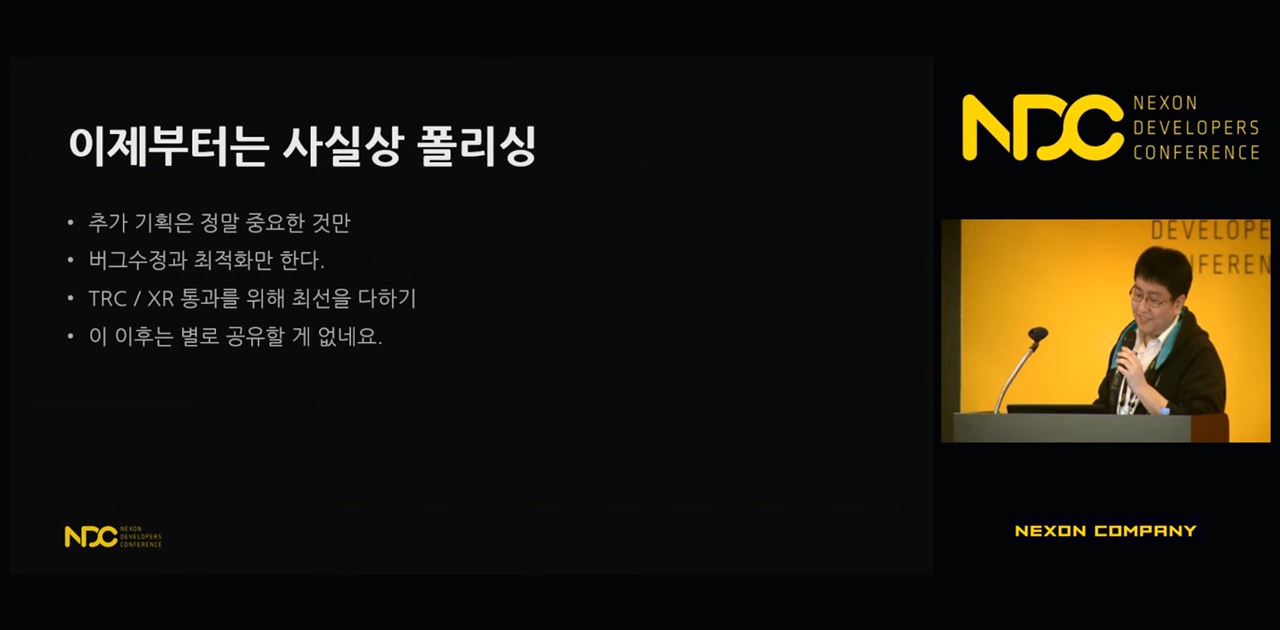 이제부터는 사실상 폴리싱
• 추가 기획은 정말 중요한 것만
• 버그수정과 최적화만 한다.
• TRC / XR 통과를 위해 최선을 다하기
• 이 이후는 별로 공유할 게 없네요.
NDC NEXON
DEVELOPERS
CONFERENCE
NDC NEXON
DEVELOPERS
CONFERENCE
DEVELOPE
NFEREN
NEXON COMPANY